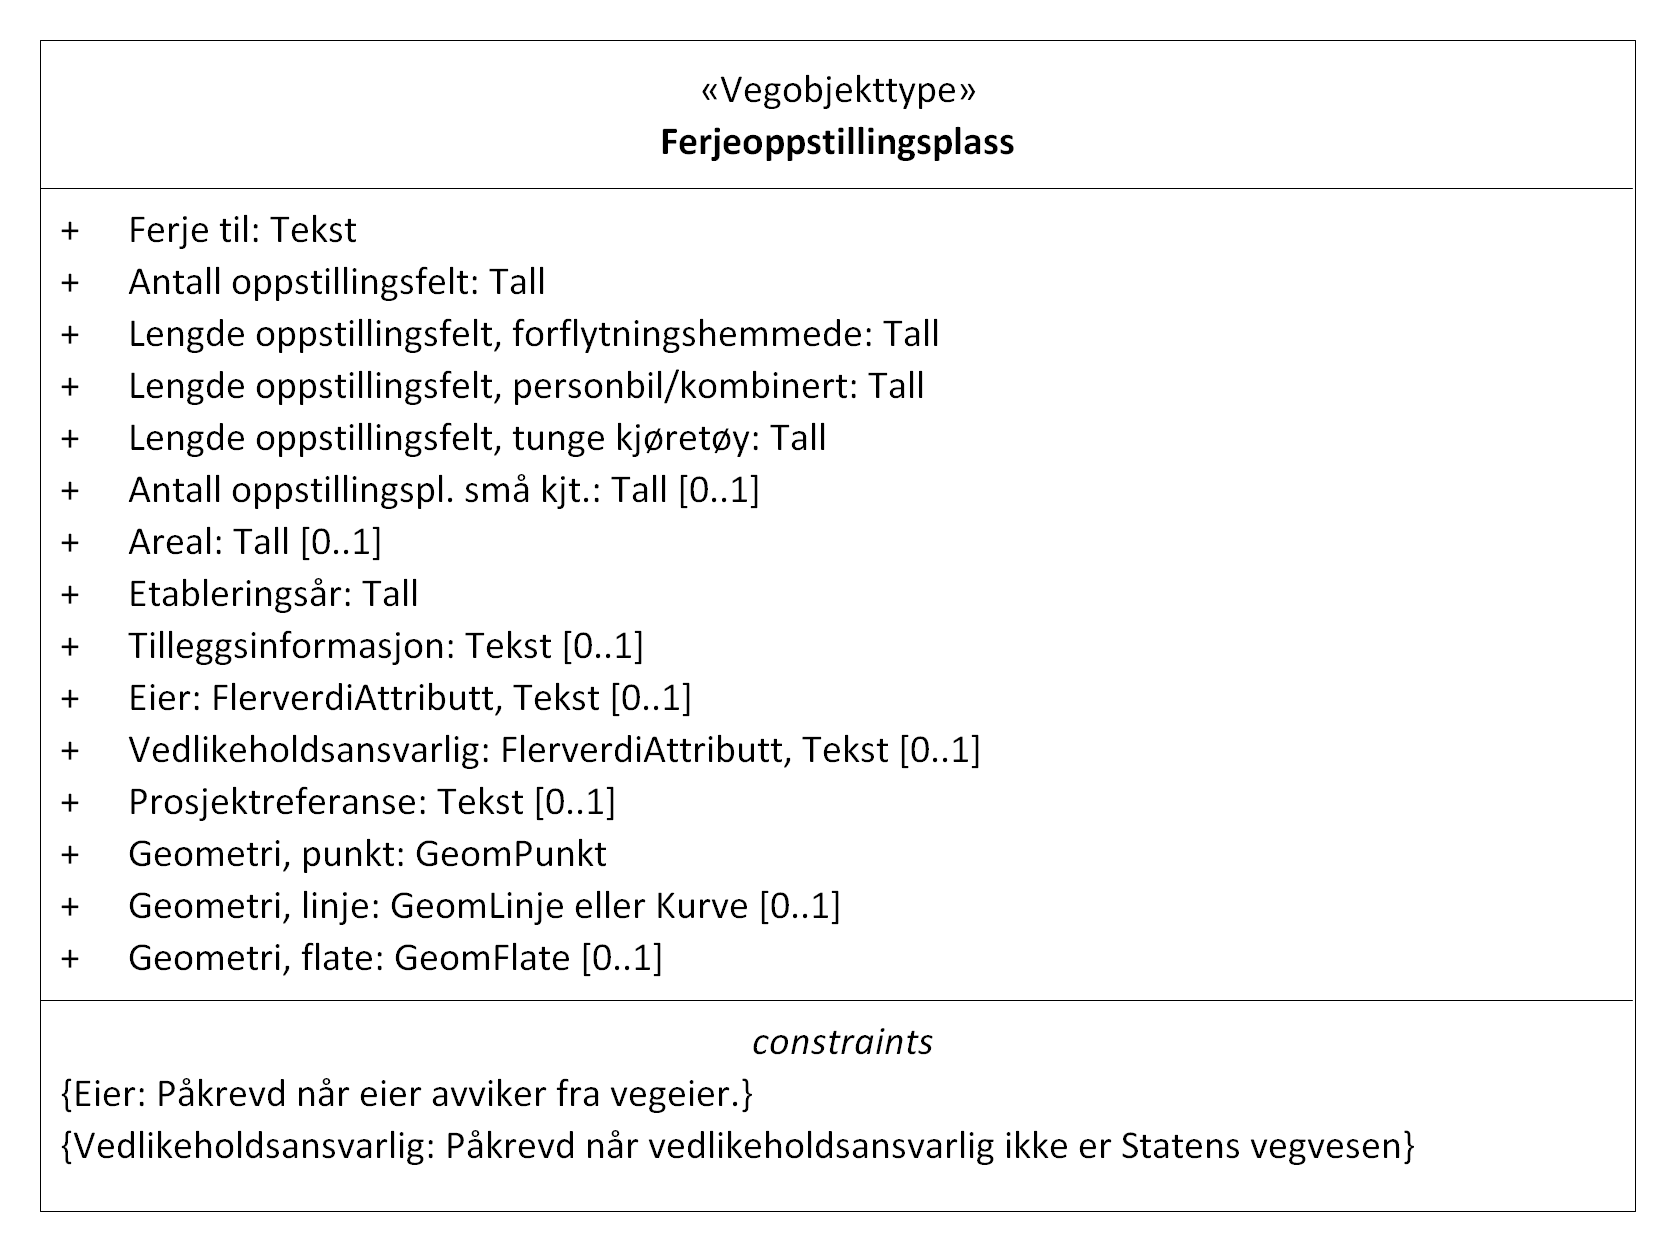 «Vegobjekttype»
Ferjeoppstillingsplass
+ Ferje til: Tekst
+ Antall oppstillingsfelt: Tall
+ Lengde oppstillingsfelt, forflytningshemmede: Tall
+ Lengde oppstillingsfelt, personbil/kombinert: Tall
+ Lengde oppstillingsfelt, tunge kjøretøy: Tall
+ Antall oppstillingspl. små kjt.: Tall [0..1]
+ Areal: Tall [0..1]
+ Etableringsår: Tall
+ Tilleggsinformasjon: Tekst [0..1]
+ Eier: FlerverdiAttributt, Tekst [0..1]
+ Vedlikeholdsansvarlig: FlerverdiAttributt, Tekst [0..1]
+ Prosjektreferanse: Tekst [0..1]
+ Geometri, punkt: GeomPunkt
+ Geometri, linje: GeomLinje eller Kurve [0..1]
+ Geometri, flate: GeomFlate [0..1]
constraints
{Eier: Påkrevd når eier avviker fra vegeier.}
{Vedlikeholdsansvarlig: Påkrevd når vedlikeholdsansvarlig ikke er Statens vegvesen}